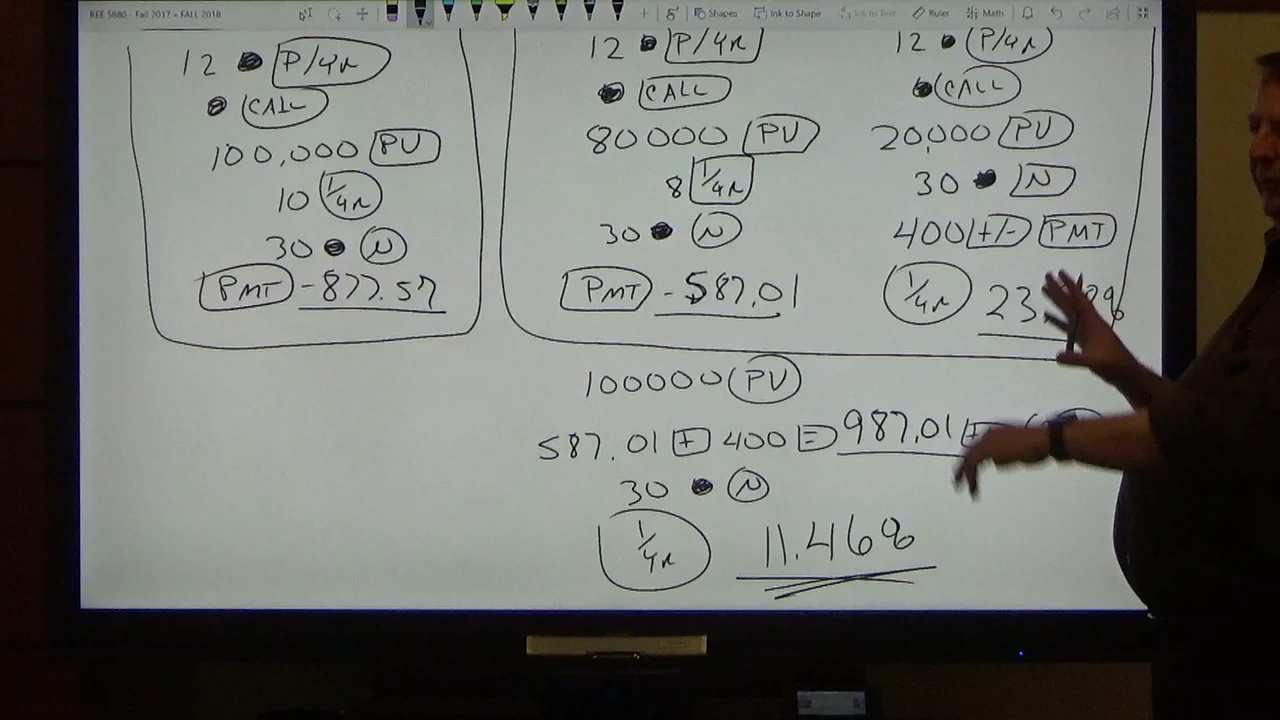 REE 5880 - Fall 2017 » FALL 2018
Shapes Ink to Shape Ink to Text Ruler Math
12 P/YR
CALL
100,000 PV
10 I/YR
30 N
PMT -877.57
12 P/YR
CALL
80000 PV
8 I/YR
30 N
PMT -587.01
12 P/YR
CALL
20,000 PV
30 N
400 +/- PMT
I/YR
100000 PV
587.01 + 400 = 987.01
30 N
I/YR 11.46%